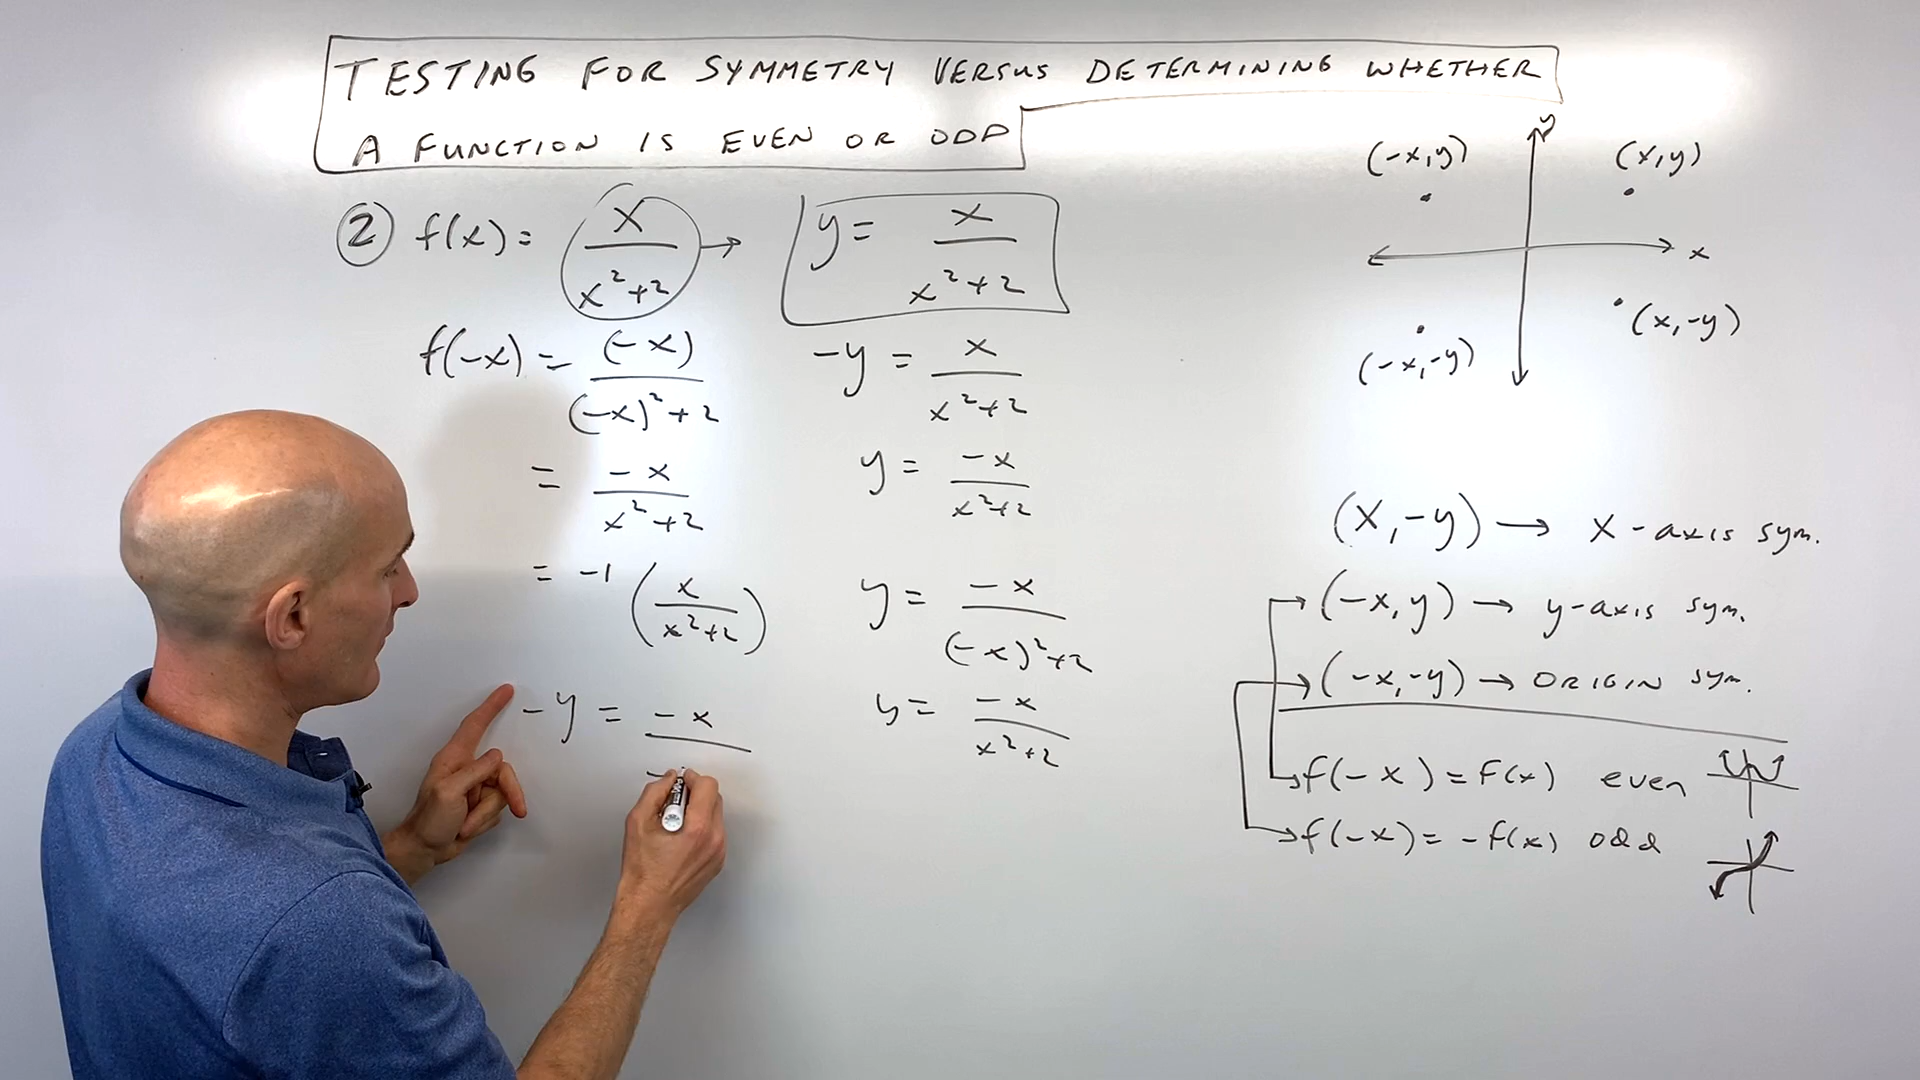 TESTING FOR SYMMETRY VERSUS DETERMINING WHETHER
A FUNCTION IS EVEN OR ODD
② f(x) = x/(x²+2) → y = x/(x²+2)
f(-x) = (-x)/((-x)²+2)
= -x/(x²+2)
= -1 (x/(x²+2))
-y = -x
-y = x/(x²+2)
y = -x/(x²+2)
y = -x/((-x)²+2)
y = -x/(x²+2)
y
(-x,y) (x,y)
x
(-x,-y) (x,-y)
(x,-y) → x-axis sym.
(-x,y) → y-axis sym.
(-x,-y) → ORIGIN sym.
f(-x) = f(x) even
f(-x) = -f(x) odd